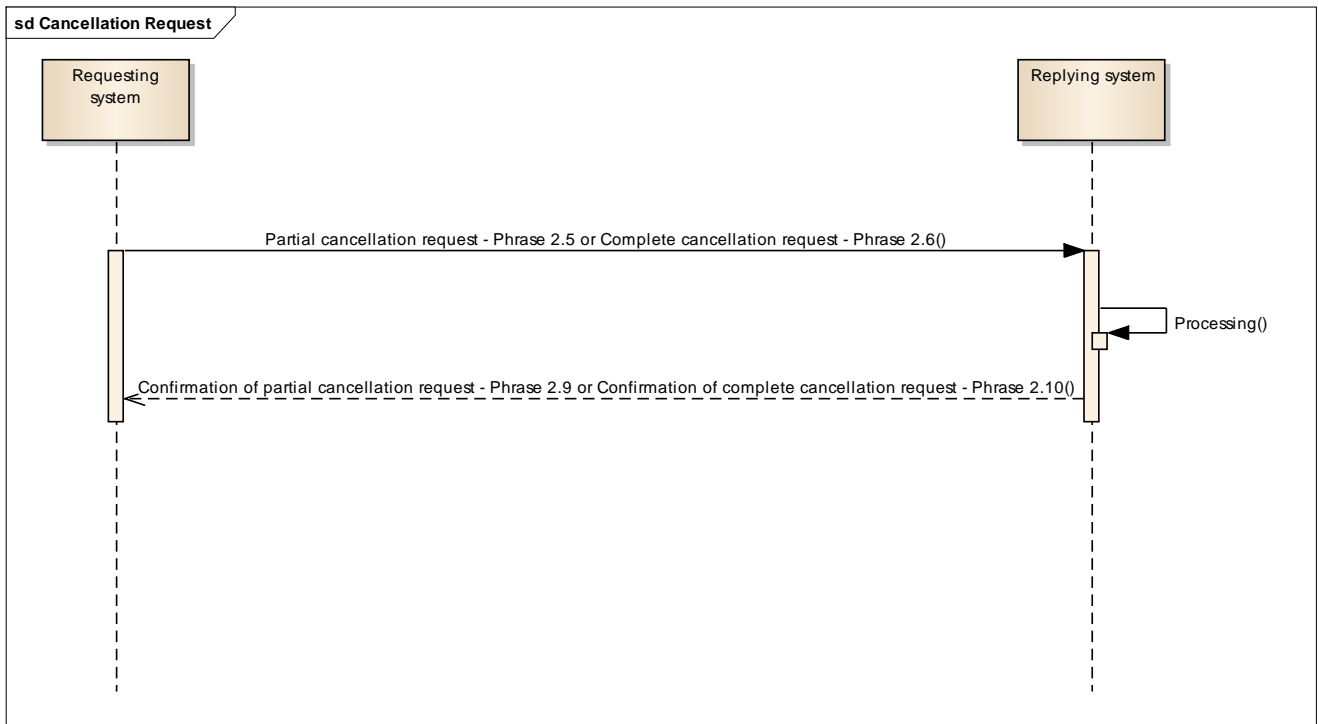 sd Cancellation Request
Requesting
system
Replying system
Partial cancellation request - Phrase 2.5 or Complete cancellation request - Phrase 2.6()
Processing()
Confirmation of partial cancellation request - Phrase 2.9 or Confirmation of complete cancellation request - Phrase 2.10()